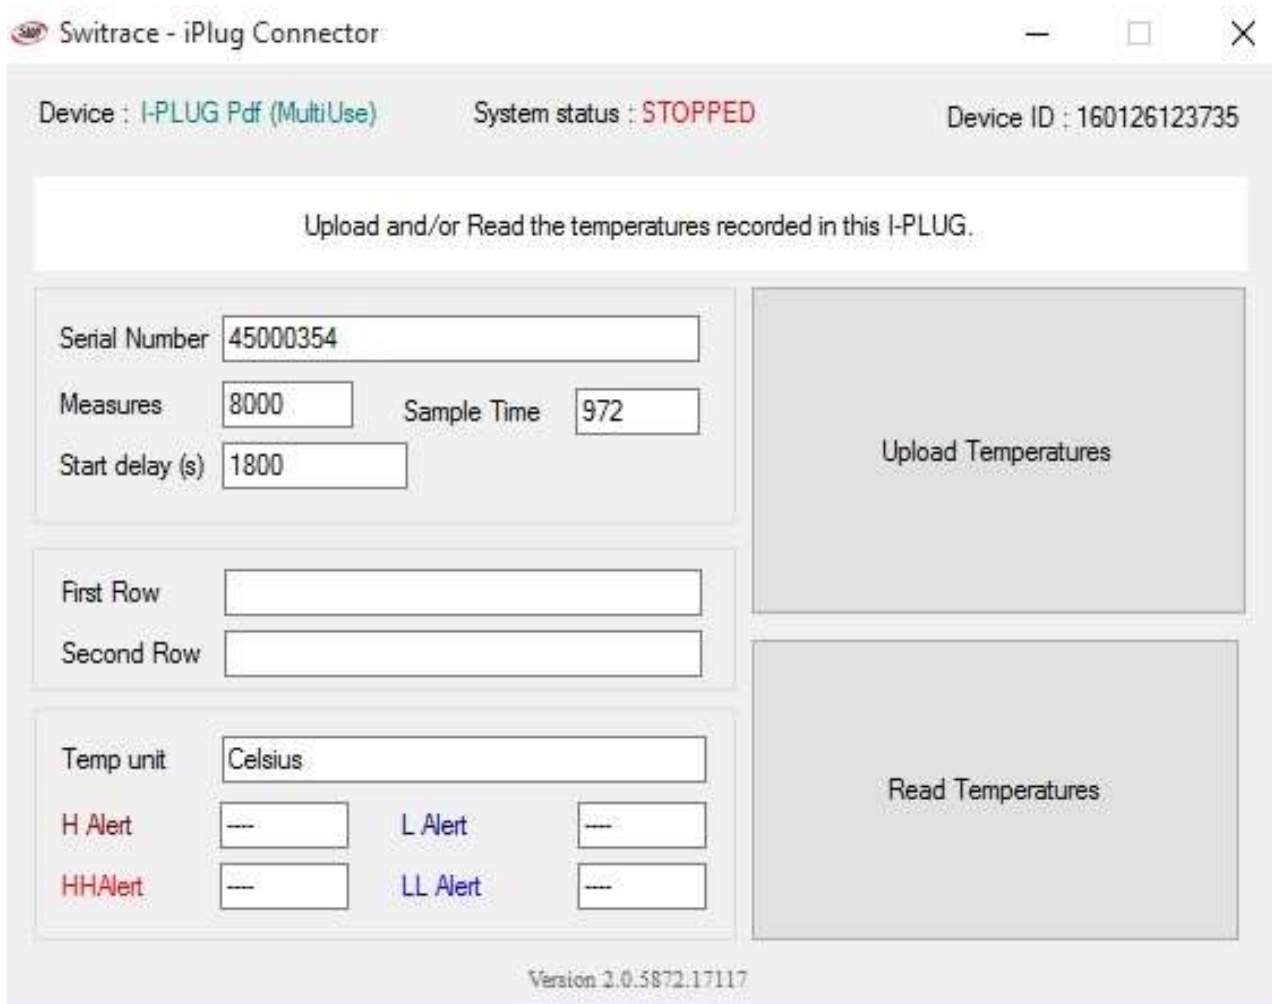 Switrace - iPlug Connector
Device : I-PLUG Pdf (MultiUse) System status : STOPPED Device ID : 160126123735
Upload and/or Read the temperatures recorded in this I-PLUG.
Serial Number 45000354
Measures 8000 Sample Time 972
Start delay (s) 1800
Upload Temperatures
First Row
Second Row
Temp unit Celsius
H Alert ---- L Alert ----
HHAlert ---- LL Alert ----
Read Temperatures
Version 2.0.5872.17117